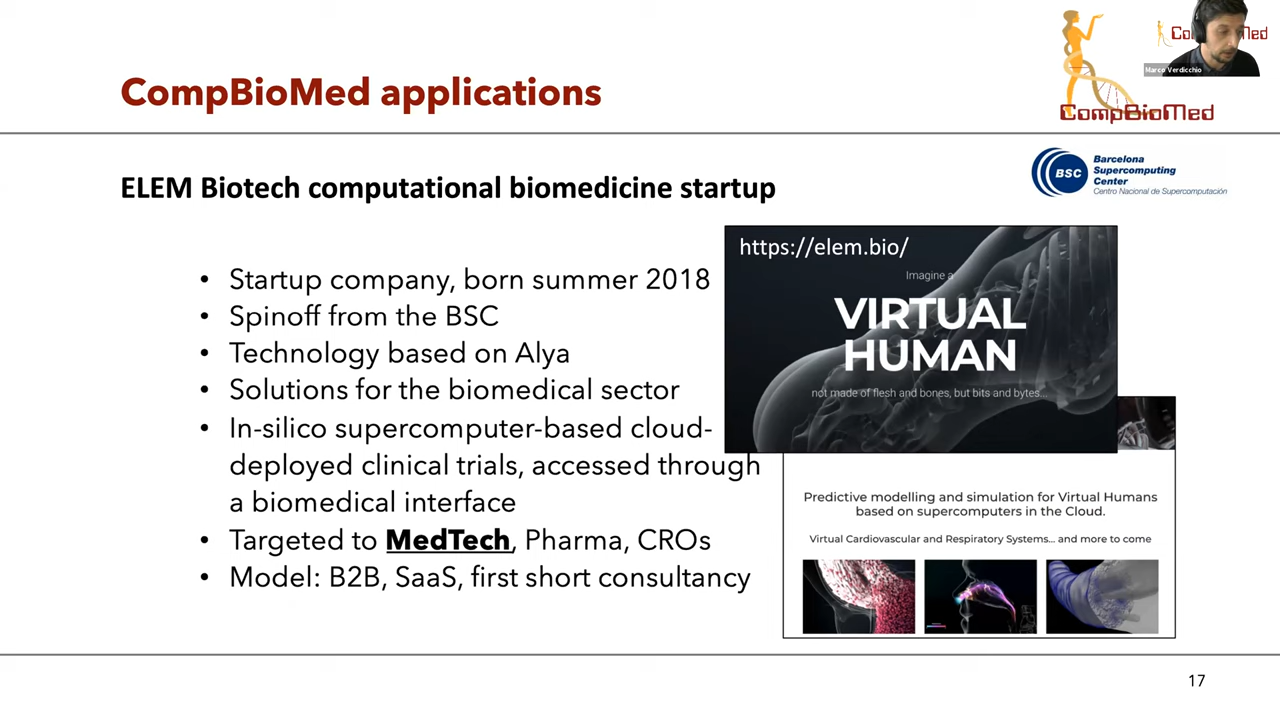 CompBioMed applications
CompBioMed
Marco Verdicchio
ELEM Biotech computational biomedicine startup
BSC
Barcelona
Supercomputing
Center
Centro Nacional de Supercomputación
• Startup company, born summer 2018
• Spinoff from the BSC
• Technology based on Alya
• Solutions for the biomedical sector
• In-silico supercomputer-based cloud-
deployed clinical trials, accessed through
a biomedical interface
• Targeted to MedTech, Pharma, CROs
• Model: B2B, SaaS, first short consultancy
https://elem.bio/
Imagine a
VIRTUAL
HUMAN
not made of flesh and bones, but bits and bytes...
Predictive modelling and simulation for Virtual Humans
based on supercomputers in the Cloud.
Virtual Cardiovascular and Respiratory Systems... and more to come
17